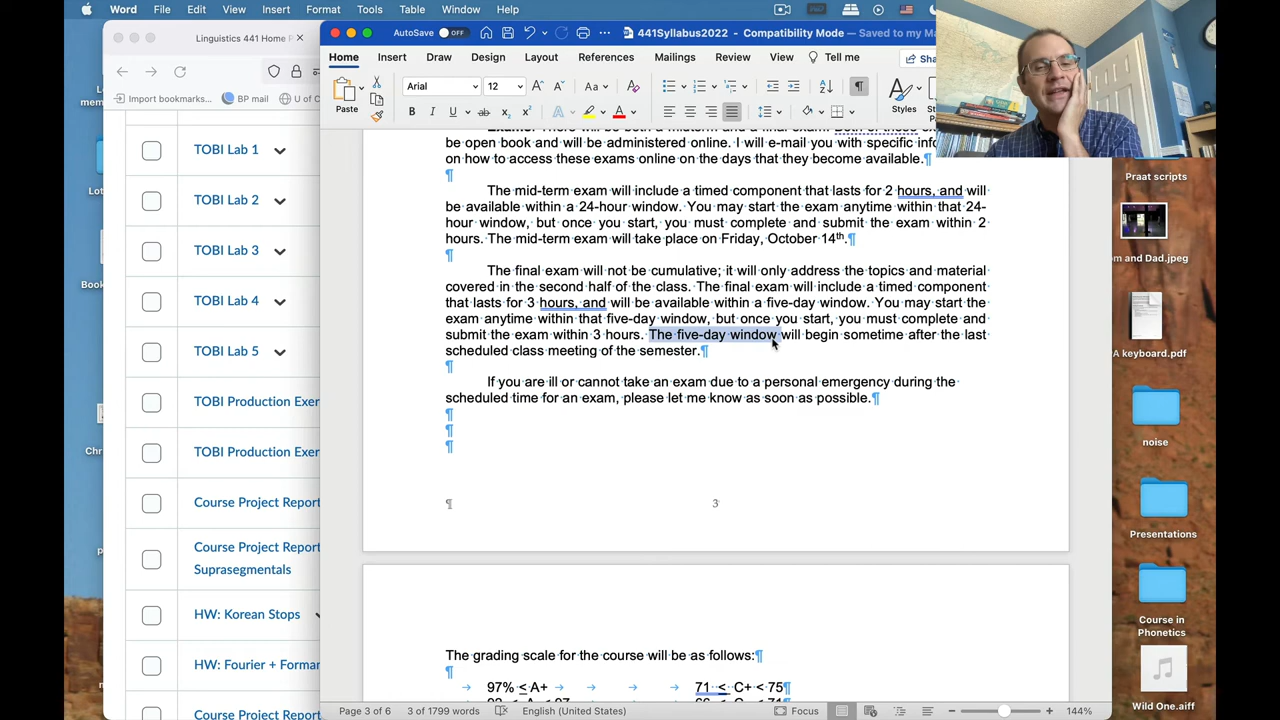 Word File Edit View Insert Format Tools Table Window Help
Linguistics 441 Home P
AutoSave OFF
441Syllabus2022 - Compatibility Mode — Saved to my Ma
Home Insert Draw Design Layout References Mailings Review View Tell me Sha
Import bookmarks... BP mail U of C
Paste
Arial 12
Styles
TOBI Lab 1
TOBI Lab 2
TOBI Lab 3
TOBI Lab 4
TOBI Lab 5
TOBI Production Exer
TOBI Production Exer
Course Project Report
Course Project Report
Suprasegmentals
HW: Korean Stops
HW: Fourier + Forman
Course Project Report
be open book and will be administered online. I will e-mail you with specific info
on how to access these exams online on the days that they become available.¶
¶
The mid-term exam will include a timed component that lasts for 2 hours, and will
be available within a 24-hour window. You may start the exam anytime within that 24-
hour window, but once you start, you must complete and submit the exam within 2
hours. The mid-term exam will take place on Friday, October 14th.¶
¶
The final exam will not be cumulative; it will only address the topics and material
covered in the second half of the class. The final exam will include a timed component
that lasts for 3 hours, and will be available within a five-day window. You may start the
exam anytime within that five-day window, but once you start, you must complete and
submit the exam within 3 hours. The five-day window will begin sometime after the last
scheduled class meeting of the semester.¶
¶
If you are ill or cannot take an exam due to a personal emergency during the
scheduled time for an exam, please let me know as soon as possible.¶
¶
¶
¶
¶ 3
The grading scale for the course will be as follows:¶
¶
97% < A+ 71 < C+ < 75¶
Page 3 of 6 3 of 1799 words English (United States) Focus 144%
Praat scripts
om and Dad.jpeg
A keyboard.pdf
noise
Presentations
Course in
Phonetics
Wild One.aiff
Lot
Book
Chr